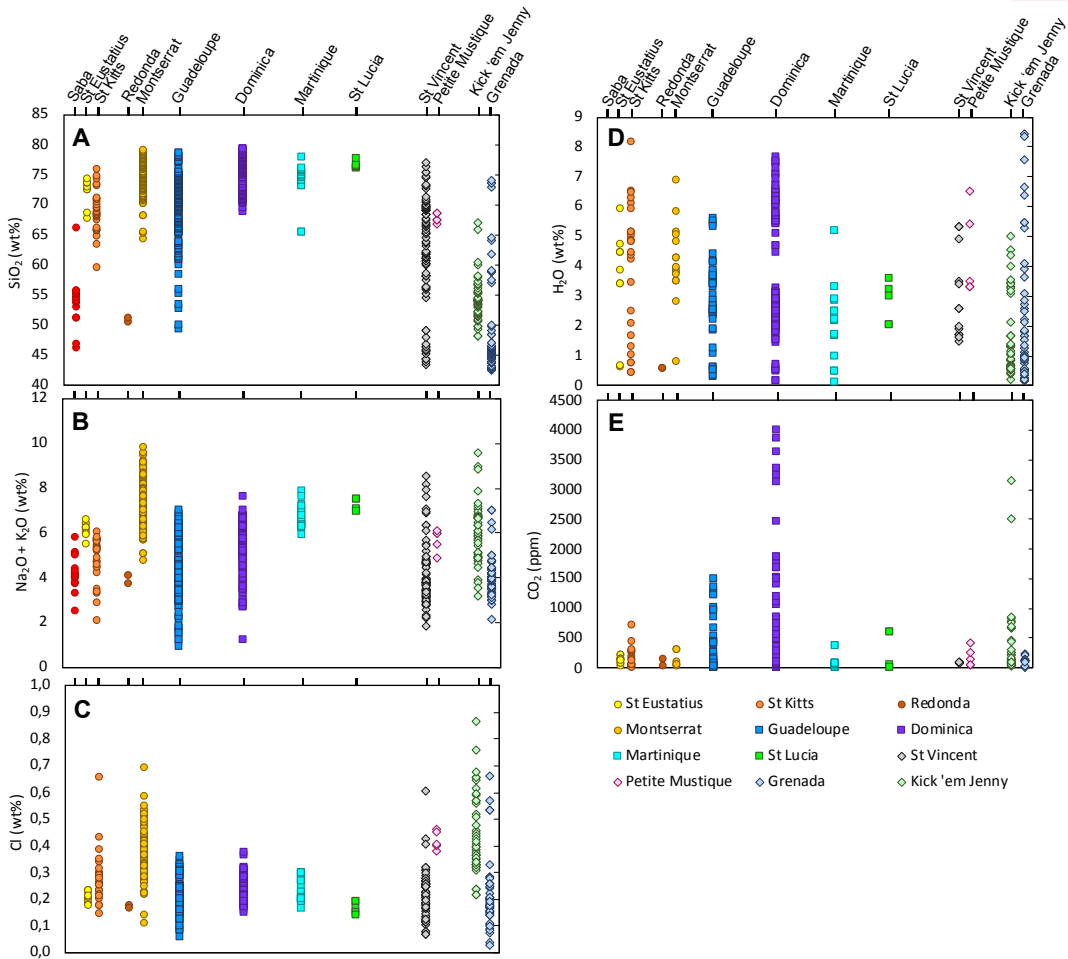 Saba
St Eustatius
St Kitts
Redonda
Montserrat
Guadeloupe
Dominica
Martinique
St Lucia
St Vincent
Petite Mustique
Kick 'em Jenny
Grenada
A
SiO₂ (wt%)
85
80
75
70
65
60
55
50
45
40
B
Na₂O + K₂O (wt%)
12
10
8
6
4
2
0
C
Cl (wt%)
1,0
0,9
0,8
0,7
0,6
0,5
0,4
0,3
0,2
0,1
0,0
Saba
St Eustatius
St Kitts
Redonda
Montserrat
Guadeloupe
Dominica
Martinique
St Lucia
St Vincent
Petite Mustique
Kick 'em Jenny
Grenada
D
H₂O (wt%)
9
8
7
6
5
4
3
2
1
0
E
CO₂ (ppm)
4500
4000
3500
3000
2500
2000
1500
1000
500
0
St Eustatius St Kitts Redonda
Montserrat Guadeloupe Dominica
Martinique St Lucia St Vincent
Petite Mustique Grenada Kick 'em Jenny